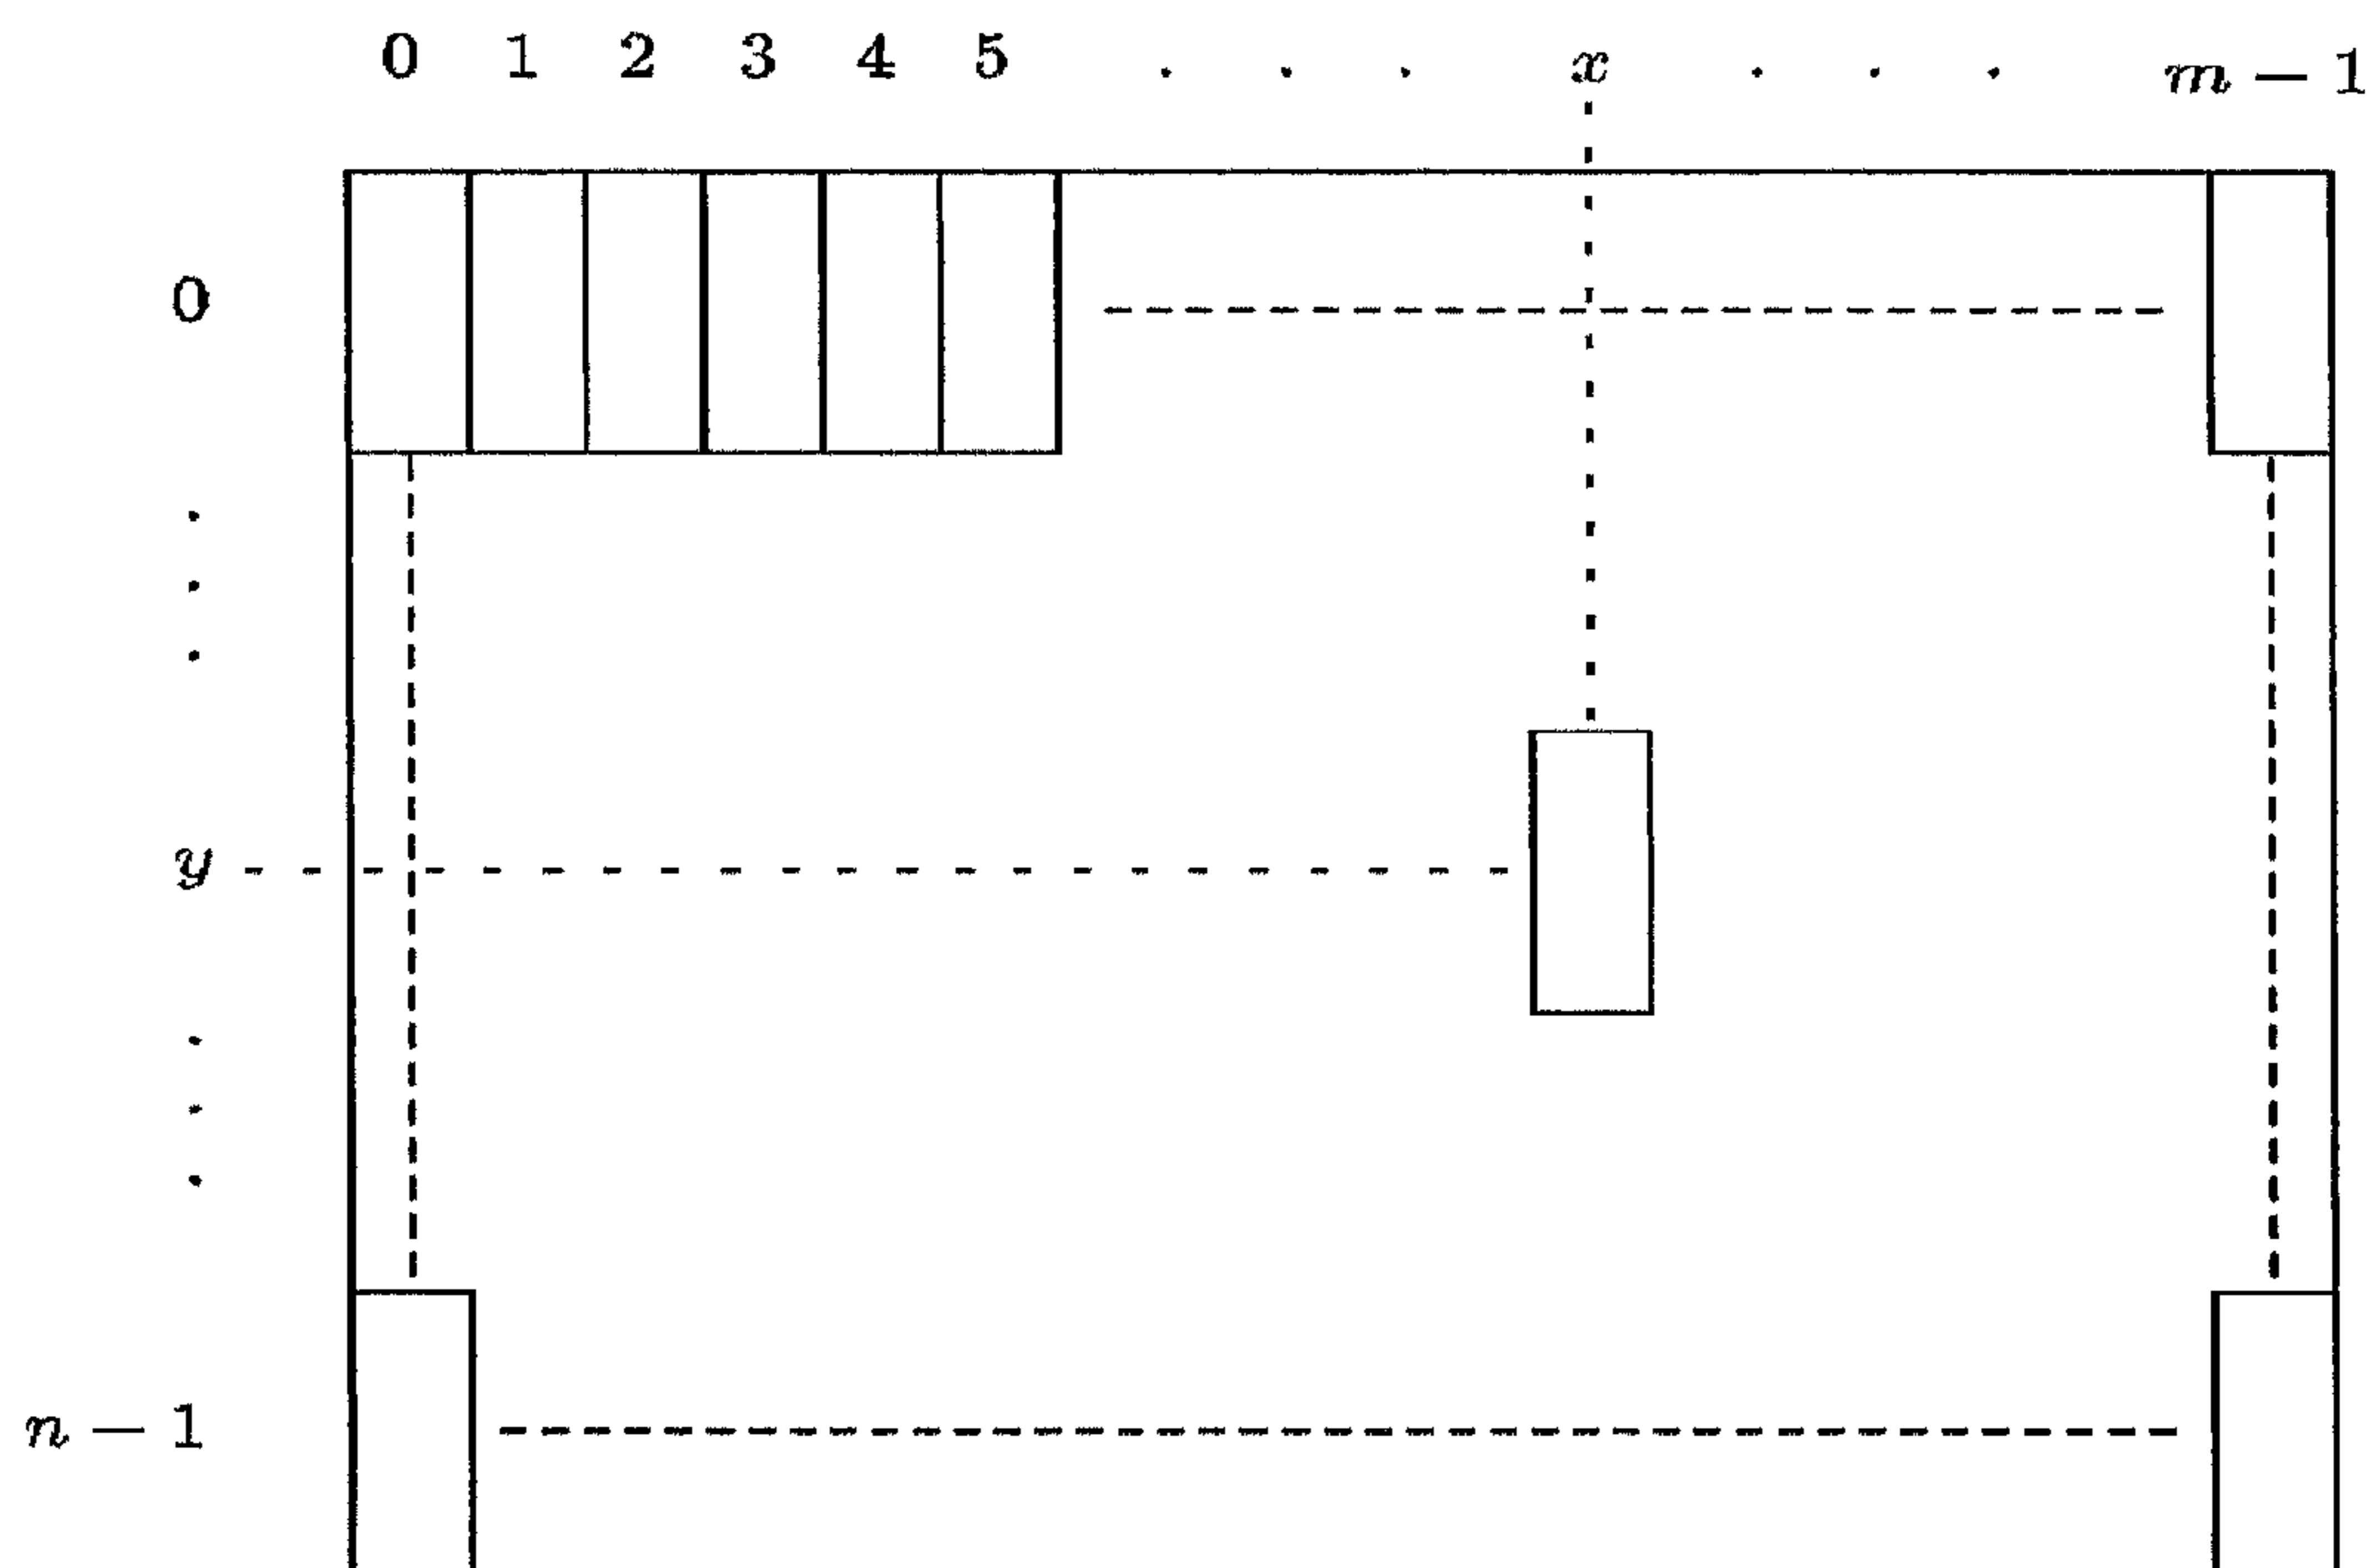 0 1 2 3 4 5 . . . x . . . m − 1
0
.
.
.
y
.
.
.
n − 1